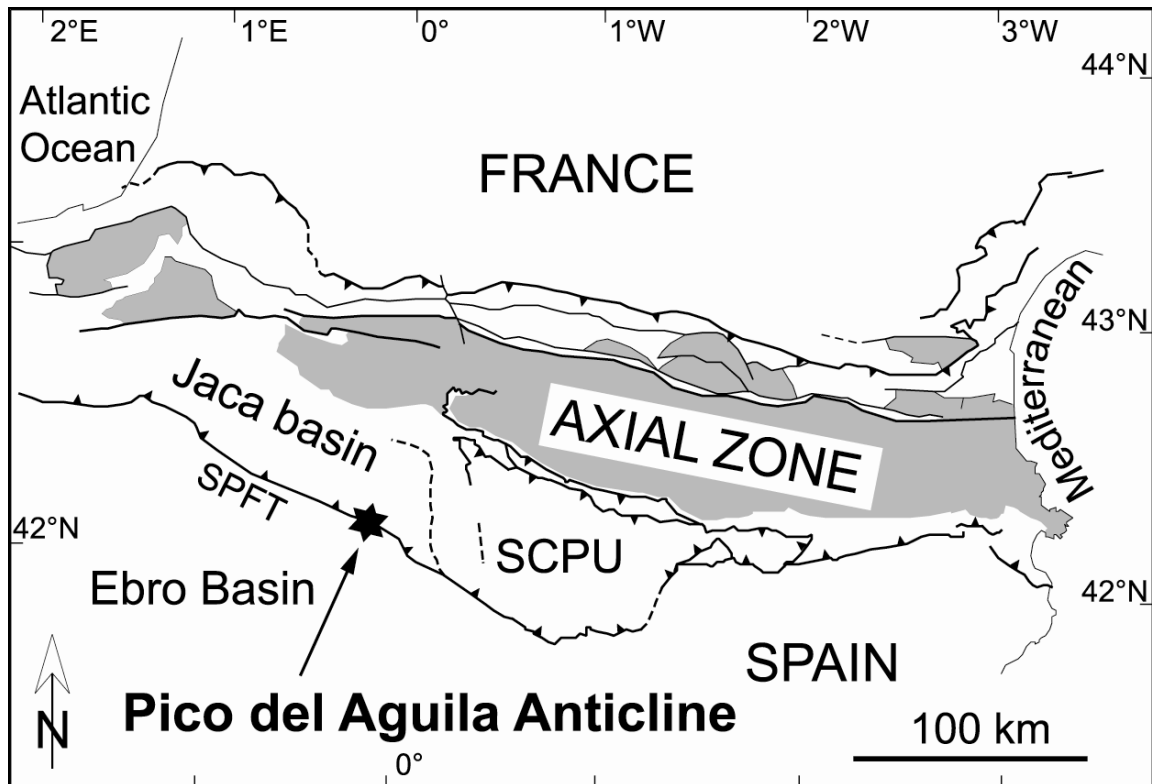 2°E 1°E 0° 1°W 2°W 3°W
44°N
Atlantic
Ocean
FRANCE
43°N
Mediterranean
Jaca basin
AXIAL ZONE
SPFT
42°N
SCPU
Ebro Basin
42°N
SPAIN
N
Pico del Aguila Anticline
100 km
0°